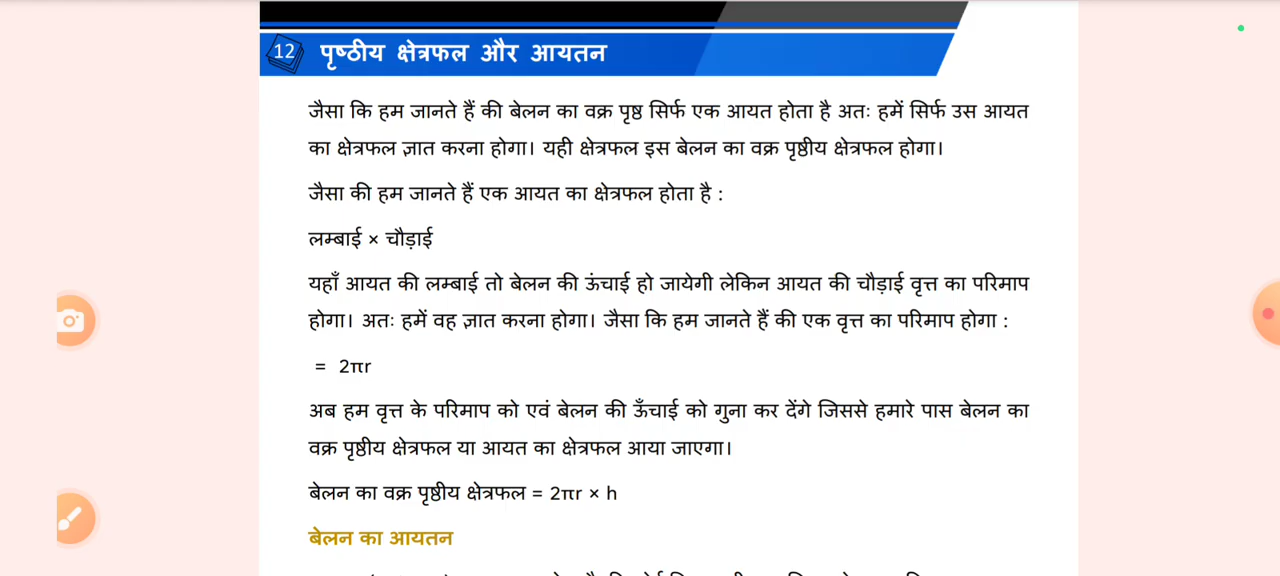 12 पृष्ठीय क्षेत्रफल और आयतन
जैसा कि हम जानते हैं की बेलन का वक्र पृष्ठ सिर्फ एक आयत होता है अतः हमें सिर्फ उस आयत
का क्षेत्रफल ज्ञात करना होगा। यही क्षेत्रफल इस बेलन का वक्र पृष्ठीय क्षेत्रफल होगा।
जैसा की हम जानते हैं एक आयत का क्षेत्रफल होता है :
लम्बाई × चौड़ाई
यहाँ आयत की लम्बाई तो बेलन की ऊंचाई हो जायेगी लेकिन आयत की चौड़ाई वृत्त का परिमाप
होगा। अतः हमें वह ज्ञात करना होगा। जैसा कि हम जानते हैं की एक वृत्त का परिमाप होगा :
= 2πr
अब हम वृत्त के परिमाप को एवं बेलन की ऊँचाई को गुना कर देंगे जिससे हमारे पास बेलन का
वक्र पृष्ठीय क्षेत्रफल या आयत का क्षेत्रफल आया जाएगा।
बेलन का वक्र पृष्ठीय क्षेत्रफल = 2πr × h
बेलन का आयतन